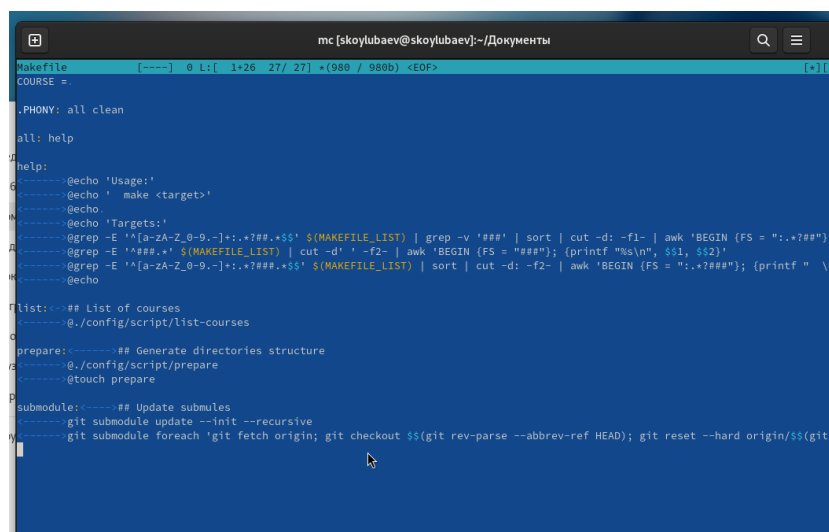 mc [skoylubaev@skoylubaev]:~/Документы
Makefile [----] 0 L:[ 1+26 27/ 27] *(980 / 980b) <EOF> [*][
COURSE =.
.PHONY: all clean
all: help
help:
<------>@echo 'Usage:'
<------>@echo ' make <target>'
<------>@echo.
<------>@echo 'Targets:'
<------>@grep -E '^[a-zA-Z_0-9.-]+:.*?##.*$$' $(MAKEFILE_LIST) | grep -v '###' | sort | cut -d: -f1- | awk 'BEGIN {FS = ":.*?##"}
<------>@grep -E '^###.*' $(MAKEFILE_LIST) | cut -d' ' -f2- | awk 'BEGIN {FS = "###"}; {printf "%s\n", $$1, $$2}'
<------>@grep -E '^[a-zA-Z_0-9.-]+:.*?###.*$$' $(MAKEFILE_LIST) | sort | cut -d: -f2- | awk 'BEGIN {FS = ":.*?###"}; {printf " \
<------>@echo
list:<->## List of courses
<------>@./config/script/list-courses
prepare:<------>## Generate directories structure
<------>@./config/script/prepare
<------>@touch prepare
submodule:<---->## Update submules
<------>git submodule update --init --recursive
<------>git submodule foreach 'git fetch origin; git checkout $$(git rev-parse --abbrev-ref HEAD); git reset --hard origin/$$(git